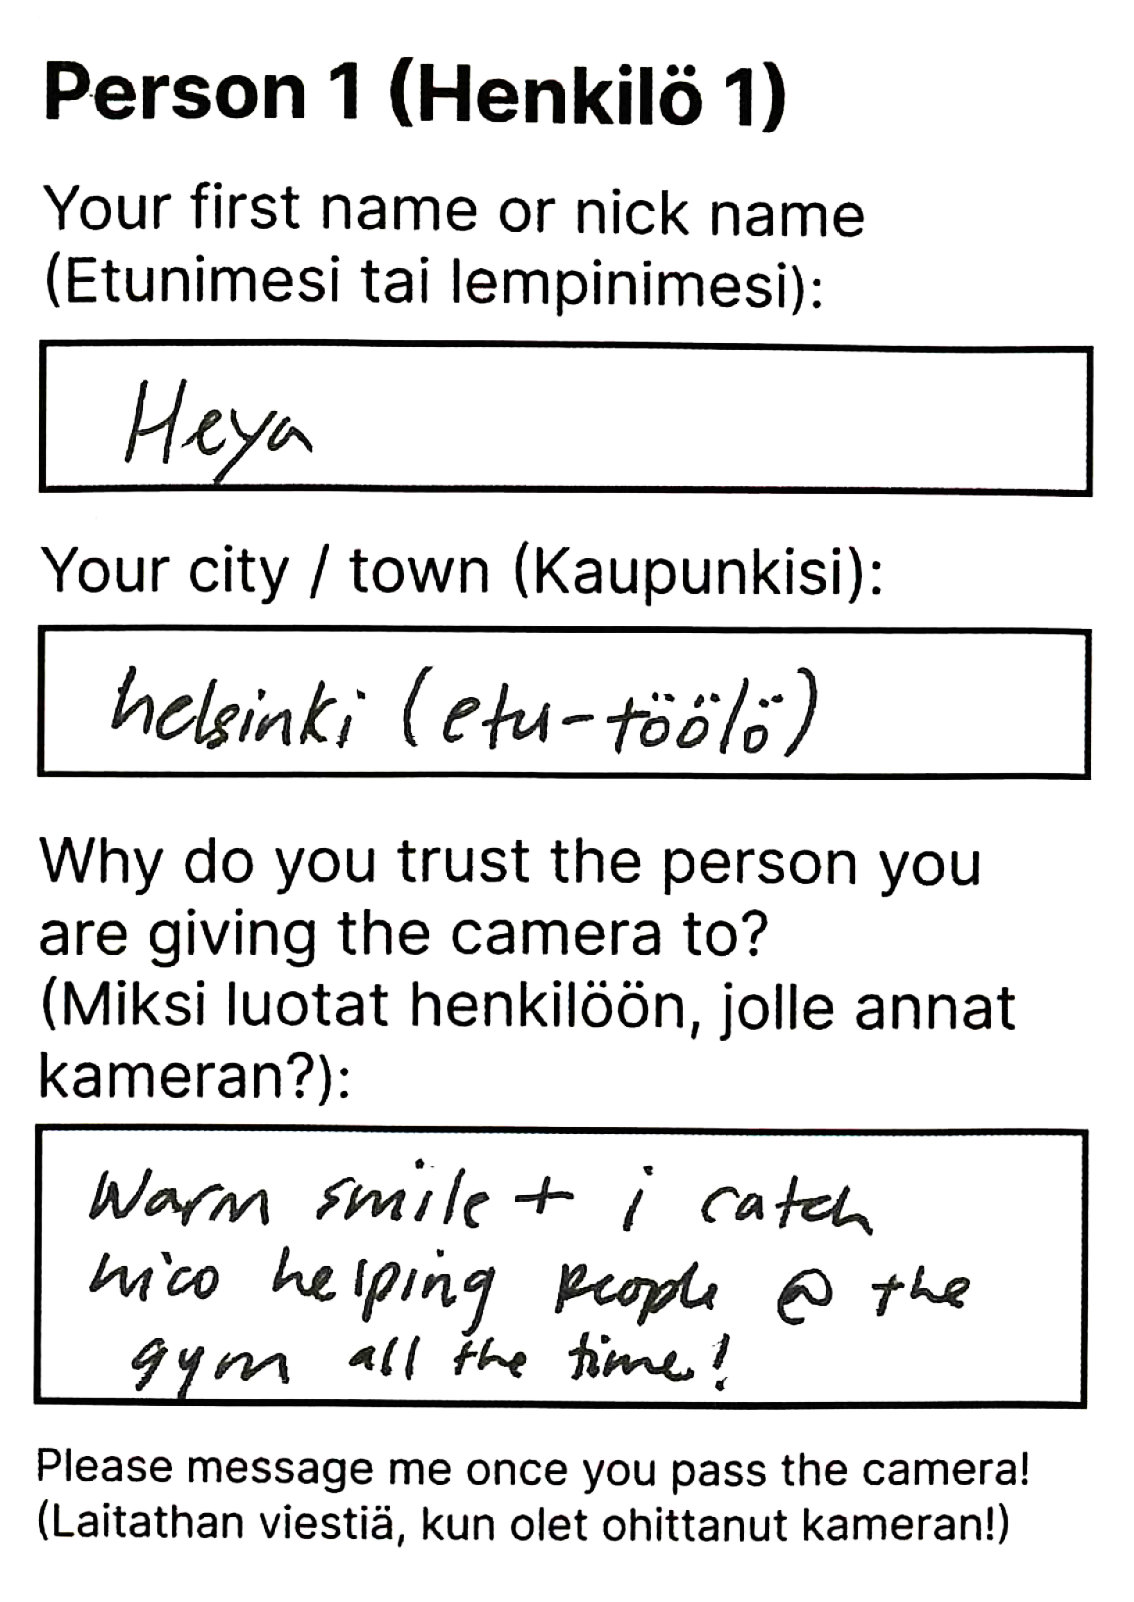 Person 1 (Henkilö 1)
Your first name or nick name
(Etunimesi tai lempinimesi):
Heya
Your city / town (Kaupunkisi):
helsinki (etu-töölö)
Why do you trust the person you
are giving the camera to?
(Miksi luotat henkilöön, jolle annat
kameran?):
Warm smile + i catch
nico helping people @ the
gym all the time!
Please message me once you pass the camera!
(Laitathan viestiä, kun olet ohittanut kameran!)